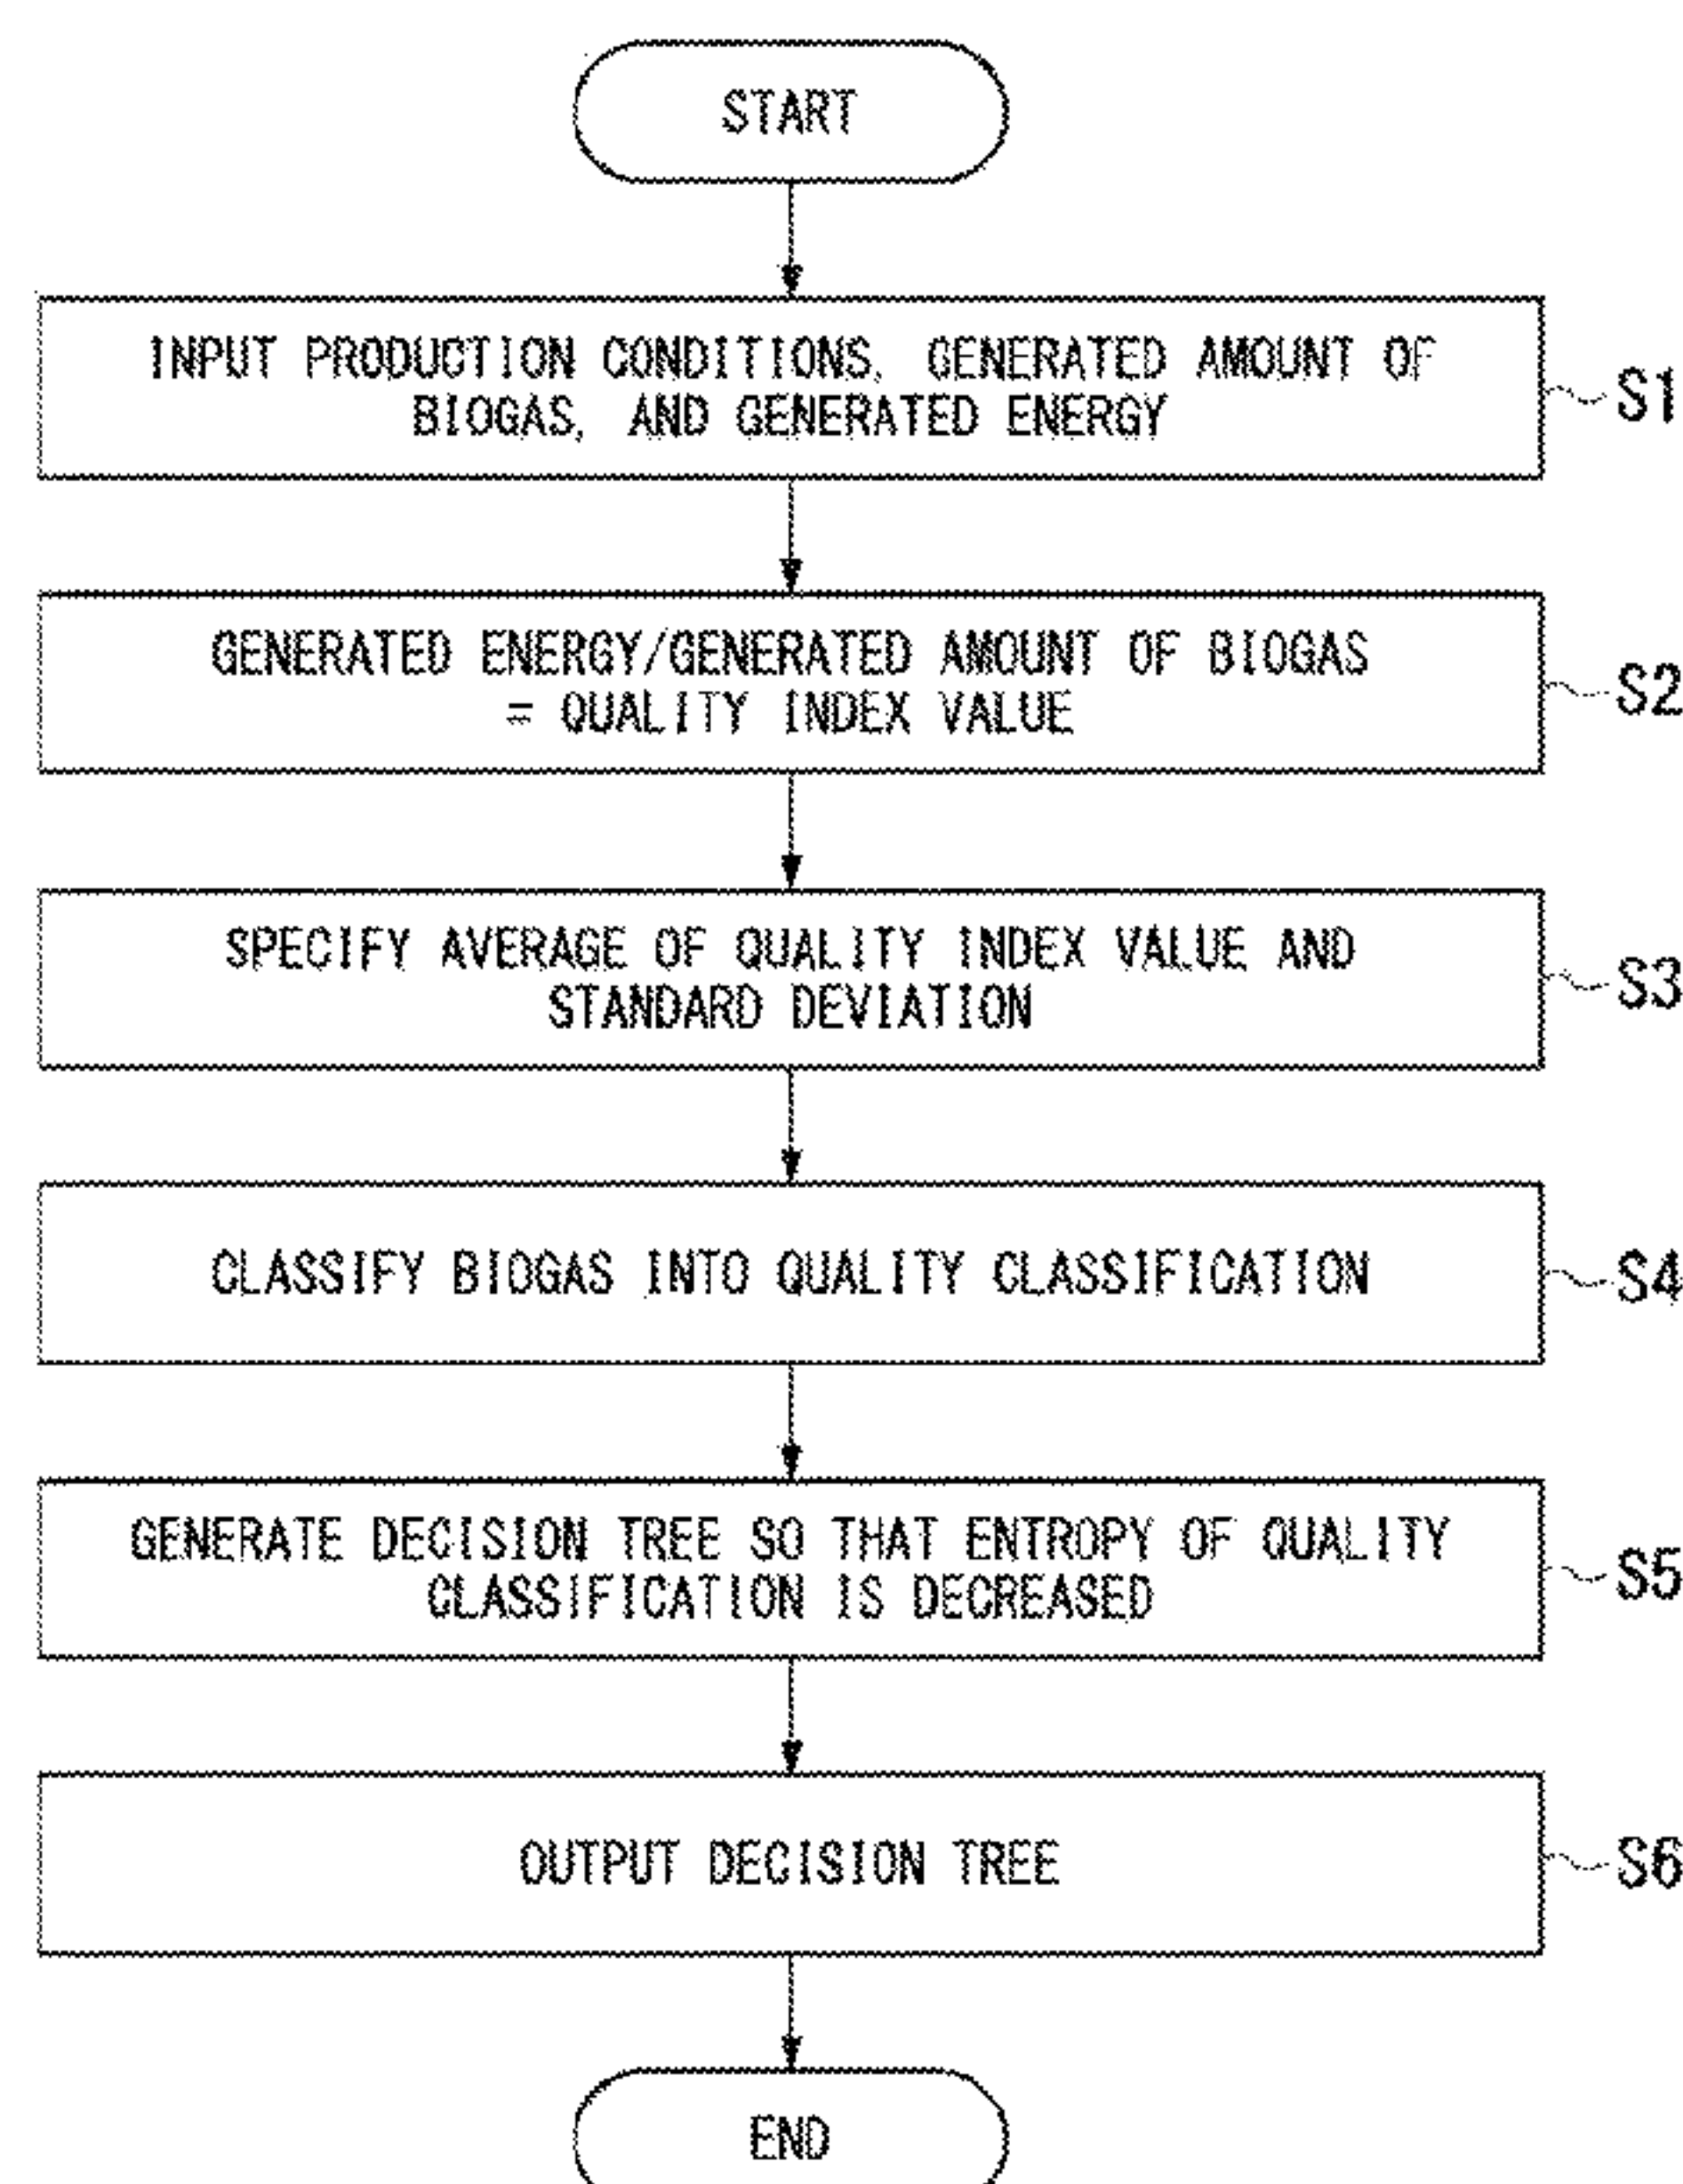 START
INPUT PRODUCTION CONDITIONS, GENERATED AMOUNT OF
BIOGAS, AND GENERATED ENERGY
S1
GENERATED ENERGY/GENERATED AMOUNT OF BIOGAS
= QUALITY INDEX VALUE
S2
SPECIFY AVERAGE OF QUALITY INDEX VALUE AND
STANDARD DEVIATION
S3
CLASSIFY BIOGAS INTO QUALITY CLASSIFICATION
S4
GENERATE DECISION TREE SO THAT ENTROPY OF QUALITY
CLASSIFICATION IS DECREASED
S5
OUTPUT DECISION TREE
S6
END